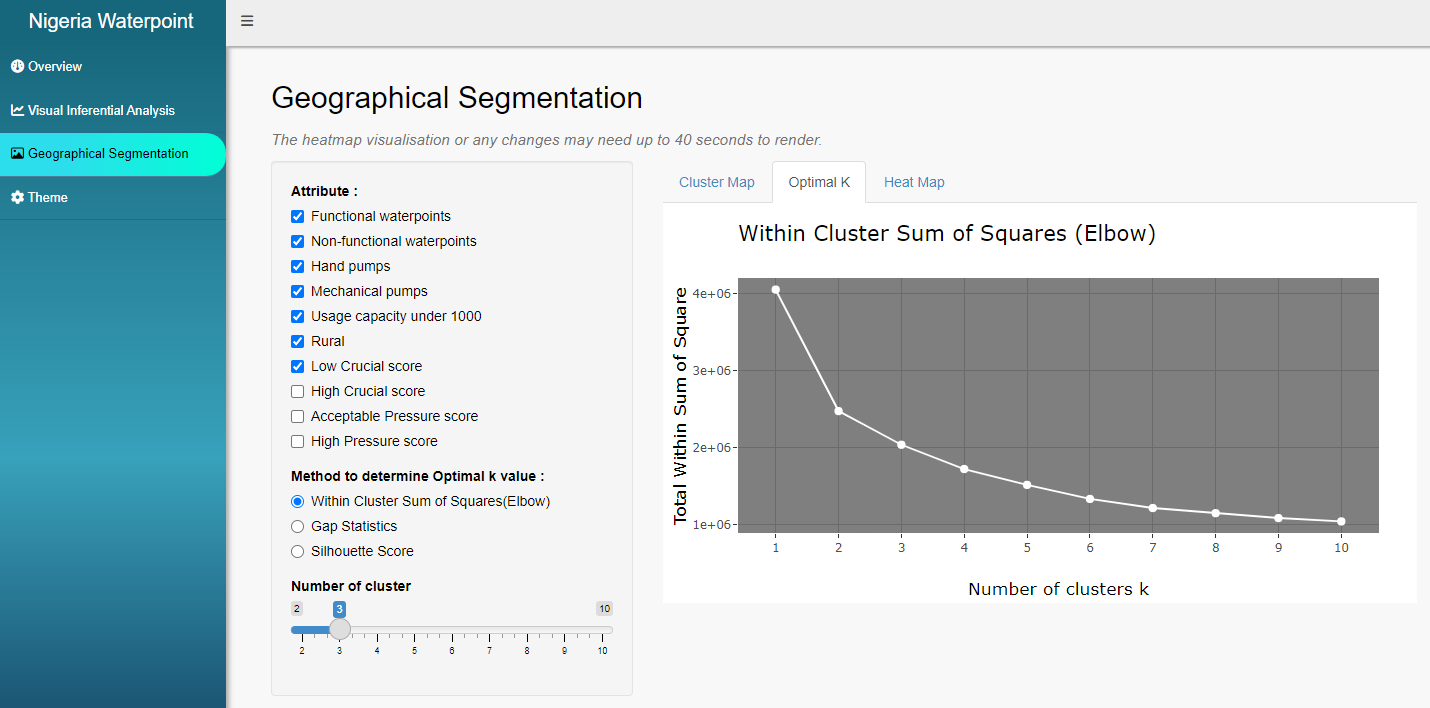 Nigeria Waterpoint
Overview
Visual Inferential Analysis
Geographical Segmentation
Theme
Geographical Segmentation
The heatmap visualisation or any changes may need up to 40 seconds to render.
Attribute :
Functional waterpoints
Non-functional waterpoints
Hand pumps
Mechanical pumps
Usage capacity under 1000
Rural
Low Crucial score
High Crucial score
Acceptable Pressure score
High Pressure score
Method to determine Optimal k value :
Within Cluster Sum of Squares(Elbow)
Gap Statistics
Silhouette Score
Number of cluster
2 3 10
2 3 4 5 6 7 8 9 10
Cluster Map Optimal K Heat Map
Within Cluster Sum of Squares (Elbow)
Total Within Sum of Square
4e+06
3e+06
2e+06
1e+06
1 2 3 4 5 6 7 8 9 10
Number of clusters k